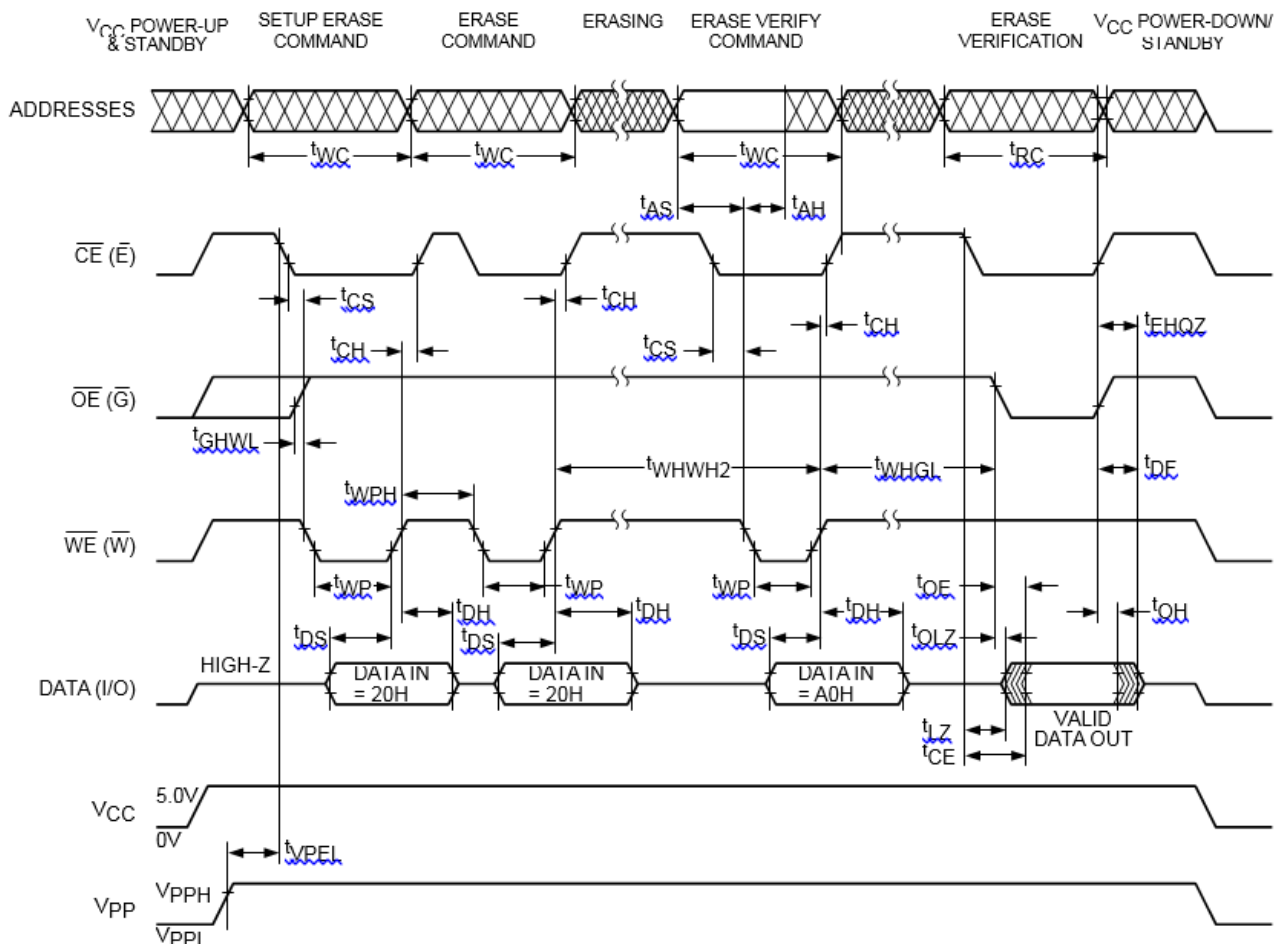 VCC POWER-UP
& STANDBY
SETUP ERASE
COMMAND
ERASE
COMMAND
ERASING
ERASE VERIFY
COMMAND
ERASE
VERIFICATION
VCC POWER-DOWN/
STANDBY
ADDRESSES
tWC
tWC
tWC
tRC
tAS
tAH
CE (E)
tCS
tCH
tCH
tCS
tCH
tEHQZ
OE (G)
tGHWL
tWHWH2
tWHGL
tDF
tWPH
WE (W)
tWP
tWP
tWP
tOE
tDH
tDH
tDH
tOH
tDS
tDS
tDS
tOLZ
HIGH-Z
DATA (I/O)
DATA IN
= 20H
DATA IN
= 20H
DATA IN
= A0H
VALID
DATA OUT
tLZ
tCE
VCC
5.0V
0V
tVPEL
VPP
VPPH
VPPL